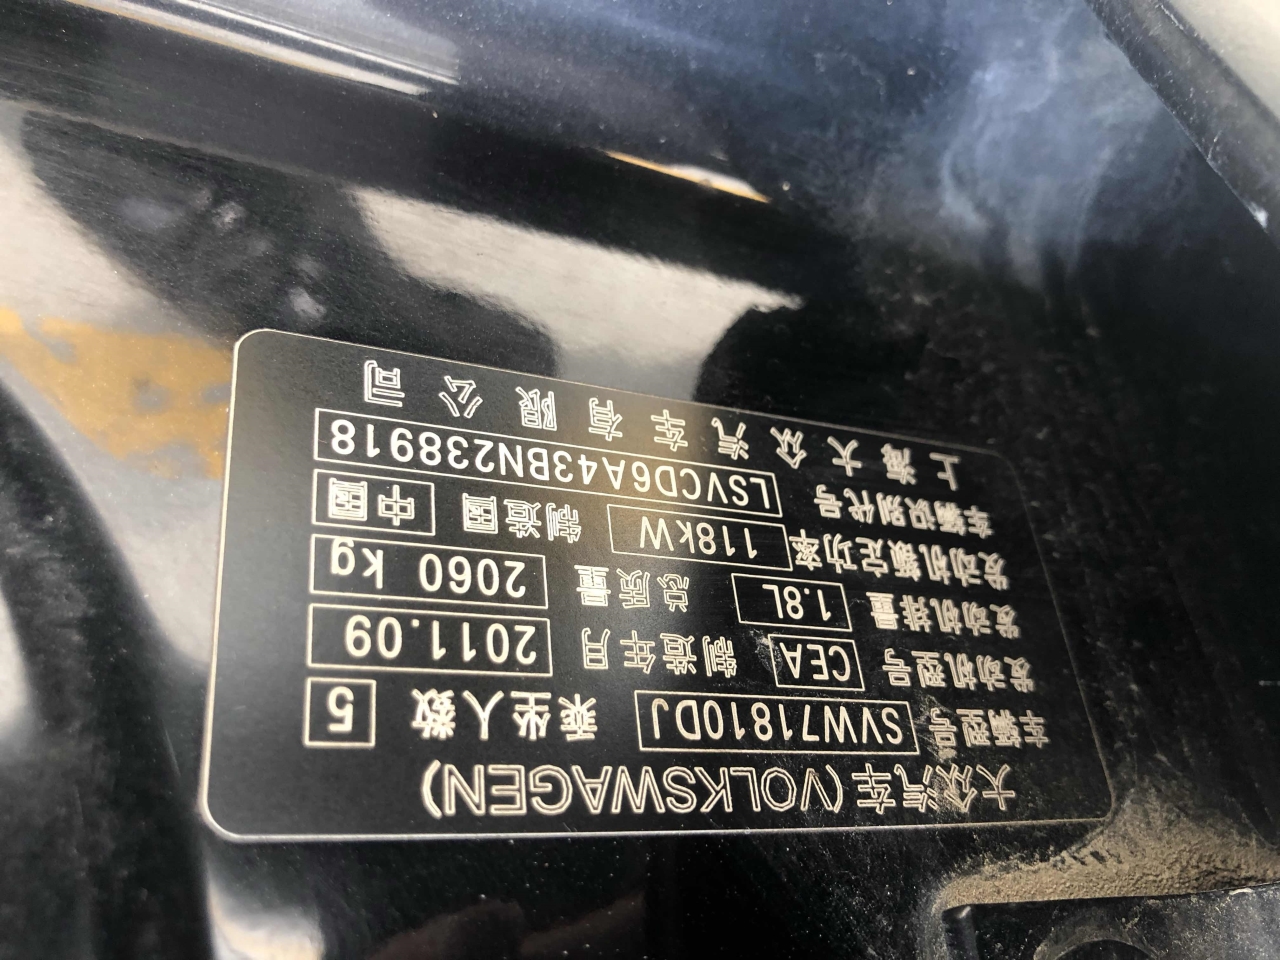 大众汽车(VOLKSWAGEN)
车辆型号 SVW71810DJ 乘坐人数 5
发动机型号 CEA 制造年月 2011.09
发动机排量 1.8L 总质量 2060 kg
发动机额定功率 118kW 制造国 中国
车辆识别代号 LSVCD6A43BN238918
上海大众汽车有限公司